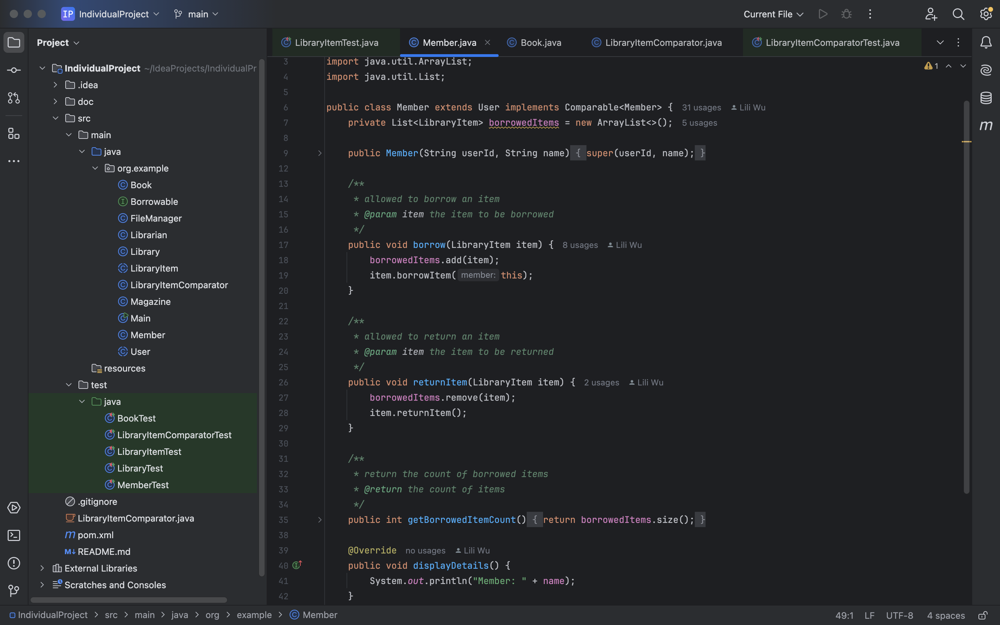 IP IndividualProject main Current File
Project
IndividualProject ~/IdeaProjects/IndividualPr
.idea
doc
src
main
java
org.example
Book
Borrowable
FileManager
Librarian
Library
LibraryItem
LibraryItemComparator
Magazine
Main
Member
User
resources
test
java
BookTest
LibraryItemComparatorTest
LibraryItemTest
LibraryTest
MemberTest
.gitignore
LibraryItemComparator.java
m pom.xml
M↓ README.md
External Libraries
Scratches and Consoles
LibraryItemTest.java Member.java Book.java LibraryItemComparator.java LibraryItemComparatorTest.java
1
3 import java.util.ArrayList;
4 import java.util.List;
5
6 public class Member extends User implements Comparable<Member> { 31 usages Lili Wu
7 private List<LibraryItem> borrowedItems = new ArrayList<>(); 5 usages
8
9 public Member(String userId, String name) { super(userId, name); }
12
13 /**
14 * allowed to borrow an item
15 * @param item the item to be borrowed
16 */
17 public void borrow(LibraryItem item) { 8 usages Lili Wu
18 borrowedItems.add(item);
19 item.borrowItem( member: this);
20 }
21
22 /**
23 * allowed to return an item
24 * @param item the item to be returned
25 */
26 public void returnItem(LibraryItem item) { 2 usages Lili Wu
27 borrowedItems.remove(item);
28 item.returnItem();
29 }
30
31 /**
32 * return the count of borrowed items
33 * @return the count of items
34 */
35 public int getBorrowedItemCount() { return borrowedItems.size(); }
38
39 @Override no usages Lili Wu
40 public void displayDetails() {
41 System.out.println("Member: " + name);
42 }
m
IndividualProject > src > main > java > org > example > Member 49:1 LF UTF-8 4 spaces